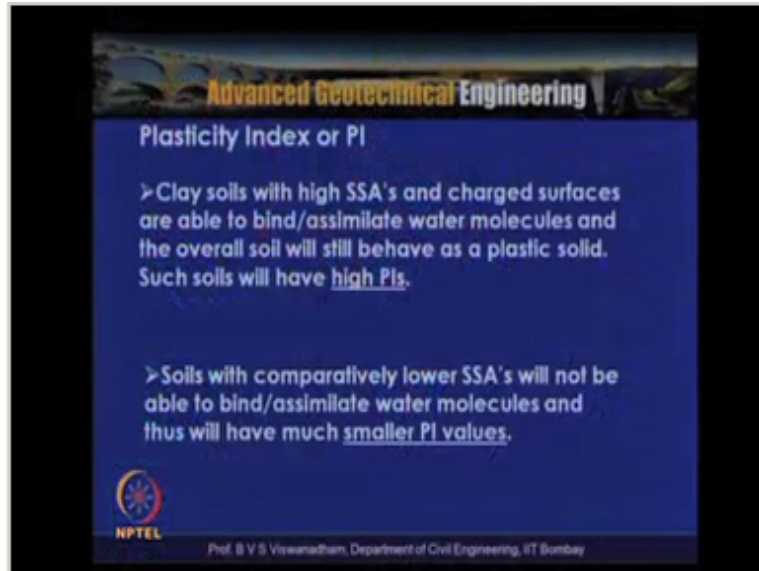 Advanced Geotechnical Engineering
Plasticity Index or PI
➢Clay soils with high SSA's and charged surfaces
are able to bind/assimilate water molecules and
the overall soil will still behave as a plastic solid.
Such soils will have high PIs.
➢Soils with comparatively lower SSA's will not be
able to bind/assimilate water molecules and
thus will have much smaller PI values.
NPTEL
Prof. B V S Viswanadham, Department of Civil Engineering, IIT Bombay